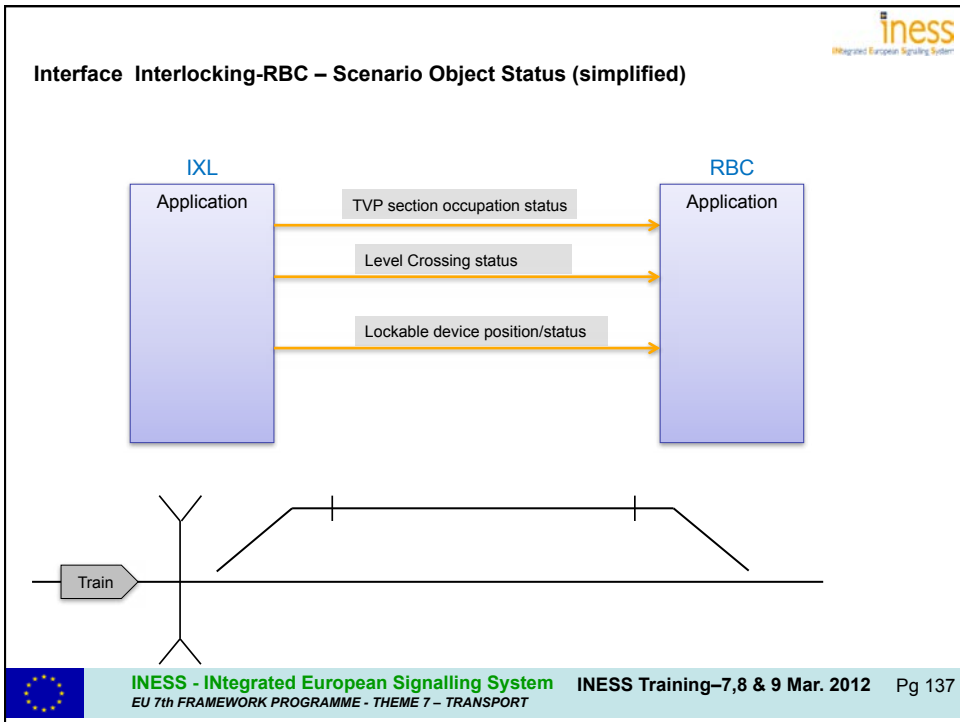 iness
INtegrated European Signalling System
Interface Interlocking-RBC – Scenario Object Status (simplified)
IXL
RBC
Application
Application
TVP section occupation status
Level Crossing status
Lockable device position/status
Train
INESS - INtegrated European Signalling System
EU 7th FRAMEWORK PROGRAMME - THEME 7 – TRANSPORT
INESS Training–7,8 & 9 Mar. 2012
Pg 137